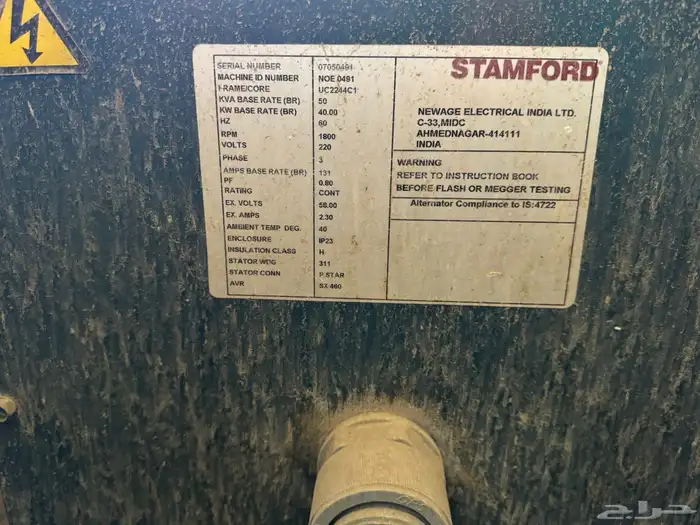 SERIAL NUMBER 07050491
MACHINE ID NUMBER NOE 0491
FRAME/CORE UC2244C1
KVA BASE RATE (BR) 50
KW BASE RATE (BR) 40.00
HZ 60
RPM 1800
VOLTS 220
PHASE 3
AMPS BASE RATE (BR) 131
PF 0.80
RATING CONT
EX. VOLTS 58.00
EX. AMPS 2.30
AMBIENT TEMP DEG. 40
ENCLOSURE IP23
INSULATION CLASS H
STATOR WDG 311
STATOR CONN P.STAR
AVR SX 460
STAMFORD
NEWAGE ELECTRICAL INDIA LTD.
C-33,MIDC
AHMEDNAGAR-414111
INDIA
WARNING
REFER TO INSTRUCTION BOOK
BEFORE FLASH OR MEGGER TESTING
Alternator Compliance to IS:4722
حراج